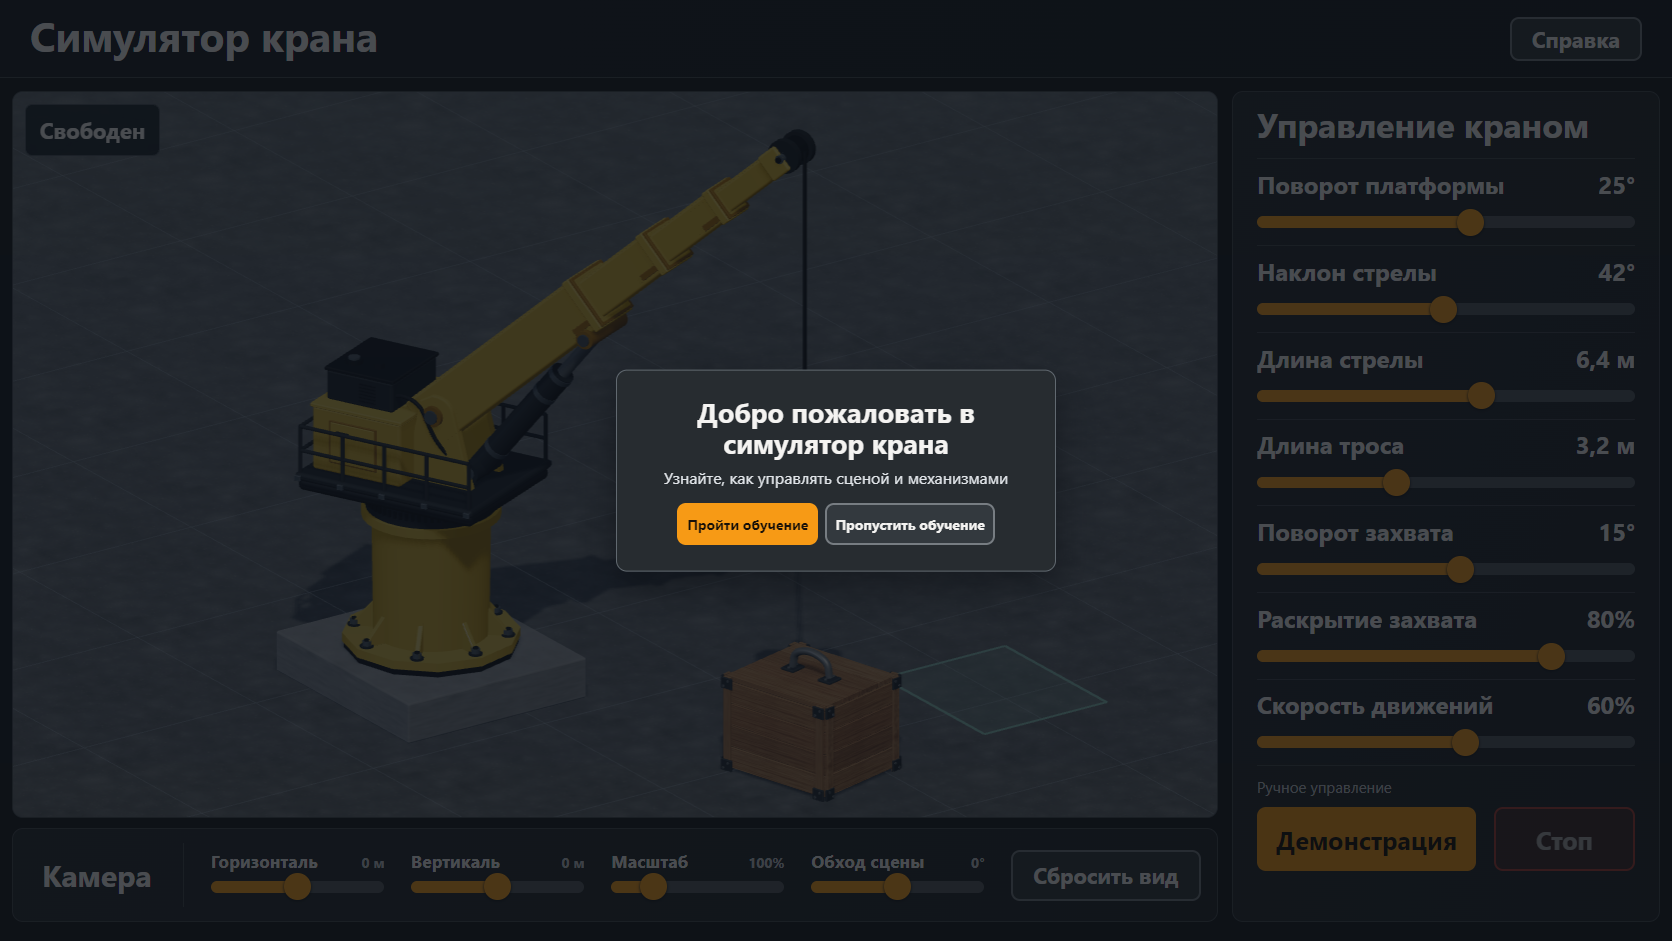 Симулятор крана
Справка
Свободен
Управление краном
Поворот платформы 25°
Наклон стрелы 42°
Длина стрелы 6,4 м
Длина троса 3,2 м
Поворот захвата 15°
Раскрытие захвата 80%
Скорость движений 60%
Ручное управление
Демонстрация Стоп
Добро пожаловать в
симулятор крана
Узнайте, как управлять сценой и механизмами
Пройти обучение Пропустить обучение
Камера
Горизонталь 0 м
Вертикаль 0 м
Масштаб 100%
Обход сцены 0°
Сбросить вид